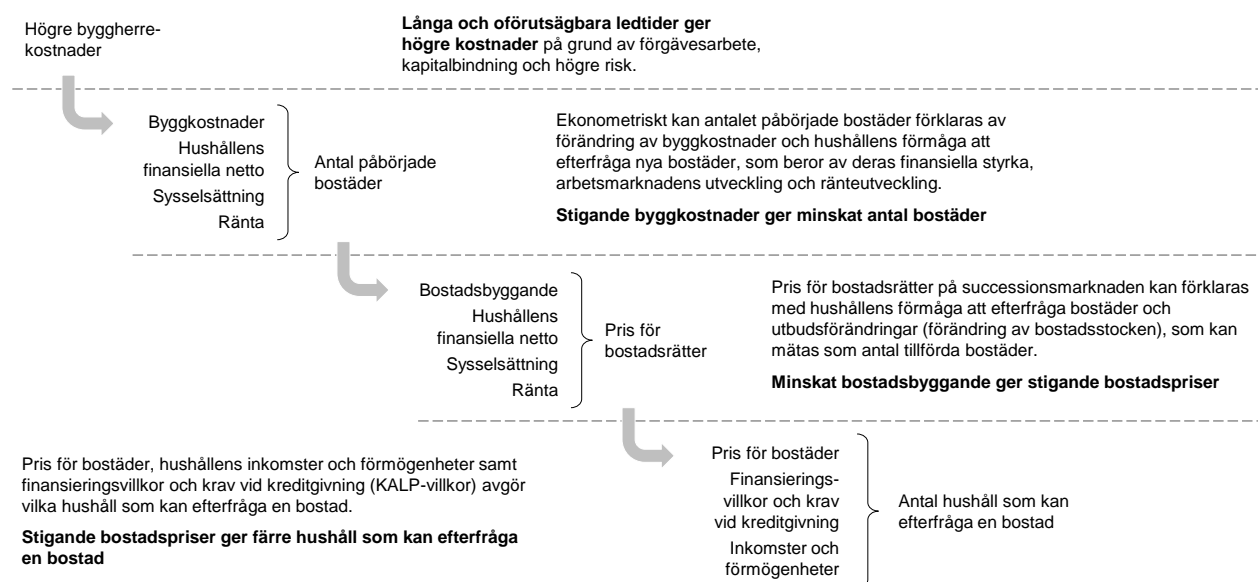 Högre byggherre-
kostnader
Långa och oförutsägbara ledtider ger
högre kostnader på grund av förgävesarbete,
kapitalbindning och högre risk.
Byggkostnader
Hushållens
finansiella netto
Sysselsättning
Ränta
Antal påbörjade
bostäder
Ekonometriskt kan antalet påbörjade bostäder förklaras av
förändring av byggkostnader och hushållens förmåga att
efterfråga nya bostäder, som beror av deras finansiella styrka,
arbetsmarknadens utveckling och ränteutveckling.
Stigande byggkostnader ger minskat antal bostäder
Bostadsbyggande
Hushållens
finansiella netto
Sysselsättning
Ränta
Pris för
bostadsrätter
Pris för bostadsrätter på successionsmarknaden kan förklaras
med hushållens förmåga att efterfråga bostäder och
utbudsförändringar (förändring av bostadsstocken), som kan
mätas som antal tillförda bostäder.
Minskat bostadsbyggande ger stigande bostadspriser
Pris för bostäder, hushållens inkomster och förmögenheter samt
finansieringsvillkor och krav vid kreditgivning (KALP-villkor) avgör
vilka hushåll som kan efterfråga en bostad.
Stigande bostadspriser ger färre hushåll som kan efterfråga
en bostad
Pris för bostäder
Finansierings-
villkor och krav
vid kreditgivning
Inkomster och
förmögenheter
Antal hushåll som kan
efterfråga en bostad